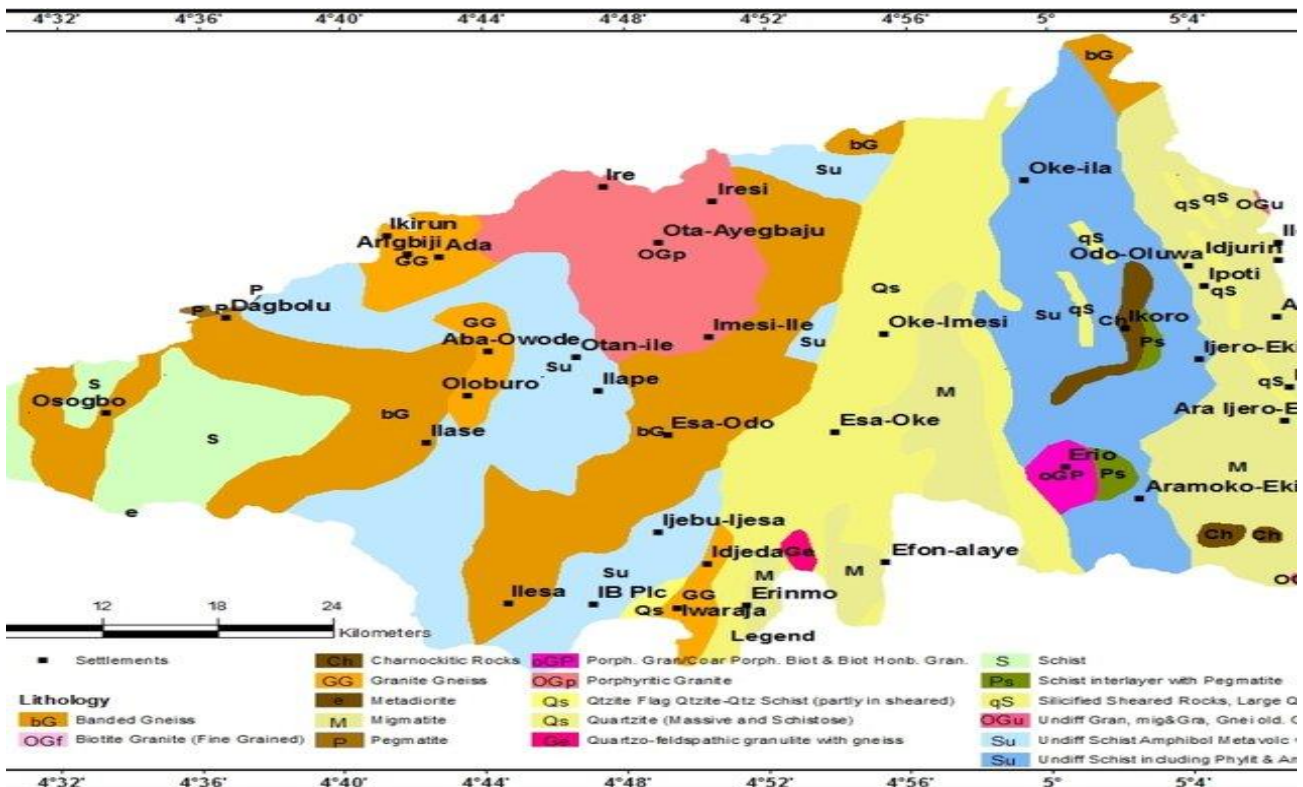 4°32' 4°36' 4°40' 4°44' 4°48' 4°52' 4°56' 5° 5°4'
bG
bG
Su
Oke-ila
Ire
Iresi
qS qS OGu
Ikirun
Arigbiji Ada
GG
Ota-Ayegbaju
OGp
qS
Odo-Oluwa Idjurin
Ipoti
qS
P
P P Dagbolu
Qs
GG
Aba-Owode
Imesi-Ile
Oke-Imesi
Su
qS
Ch Ikoro
Su
Otan-ile
Su
Ps
Ijero-Eki
S
Oloburo
Ilape
M
qS
Osogbo
bG
Ara Ijero-E
S
Ilase
bG Esa-Odo
Esa-Oke
M
Erio
oGP
Ps
Aramoko-Eki
e
Ijebu-Ijesa
Ch Ch
Idjeda Ge
Efon-alaye
Su
M
M
Ilesa
IB Plc
GG
Erinmo
Qs Iwaraja
12 18 24
Kilometers
Legend
Settlements
Lithology
bG Banded Gneiss
OGf Biotite Granite (Fine Grained)
Ch Charnockitic Rocks
GG Granite Gneiss
e Metadiorite
M Migmatite
P Pegmatite
oGP Porph. Gran/Coar Porph. Biot & Biot Honb. Gran.
OGp Porphyritic Granite
Qs Qtzite Flag Qtzite-Qtz Schist (partly in sheared)
Qs Quartzite (Massive and Schistose)
Ge Quartzo-feldspathic granulite with gneiss
S Schist
Ps Schist interlayer with Pegmatite
qS Silicified Sheared Rocks, Large Q
OGu Undiff Gran, mig&Gra, Gnei old. G
Su Undiff Schist Amphibol Metavolc
Su Undiff Schist including Phylit & Am
4°32' 4°36' 4°40' 4°44' 4°48' 4°52' 4°56' 5° 5°4'